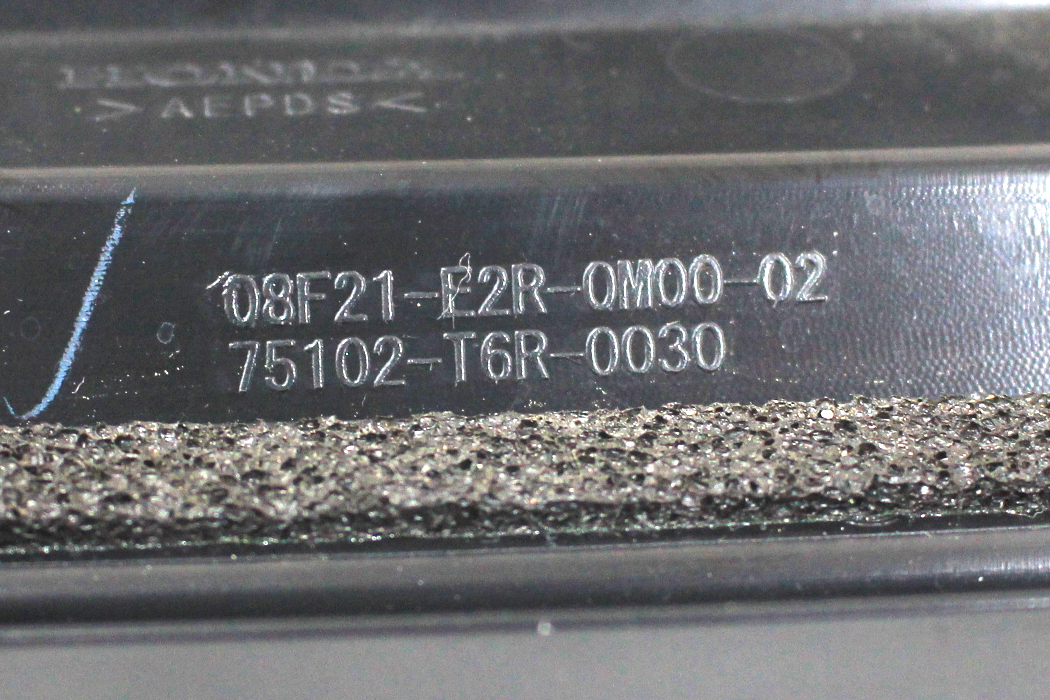 HONDA
>AEPDS<
08F21-E2R-0M00-02
75102-T6R-0030